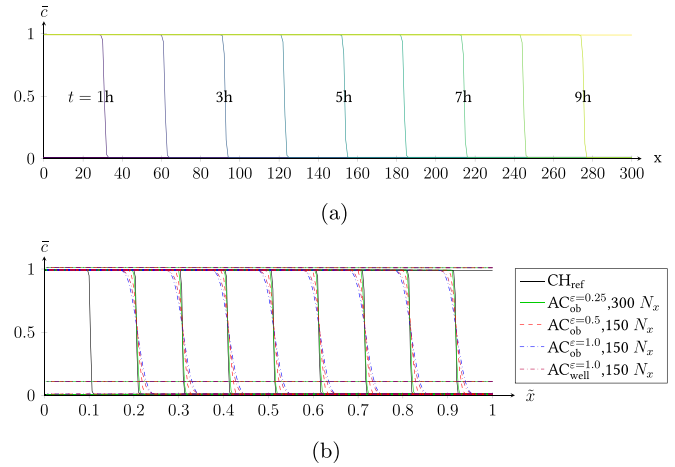 c̄
1
t = 1h 3h 5h 7h 9h
0.5
0
x
0 20 40 60 80 100 120 140 160 180 200 220 240 260 280 300
(a)
c̄
1
0.5
0
x̃
0 0.1 0.2 0.3 0.4 0.5 0.6 0.7 0.8 0.9 1
CH_ref
AC_ob^ε=0.25,300 N_x
AC_ob^ε=0.5,150 N_x
AC_ob^ε=1.0,150 N_x
AC_well^ε=1.0,150 N_x
(b)